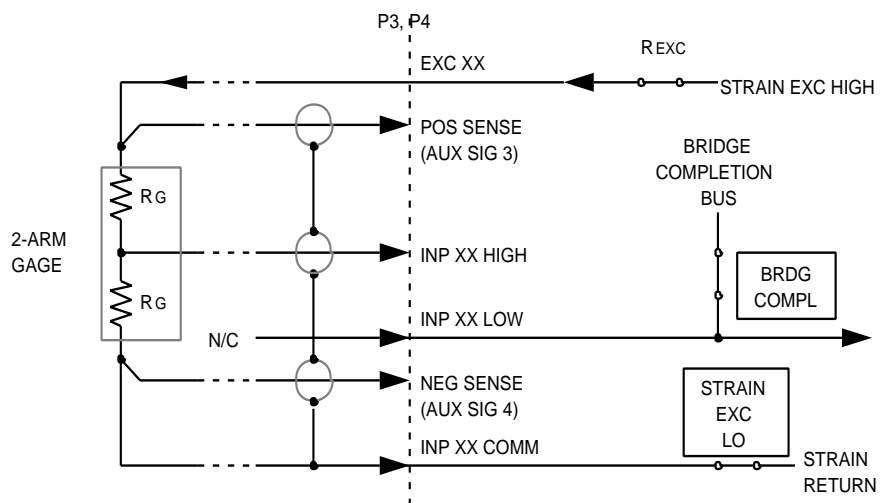 P3, P4
R EXC
EXC XX
STRAIN EXC HIGH
POS SENSE
(AUX SIG 3)
BRIDGE
COMPLETION
BUS
RG
2-ARM
GAGE
INP XX HIGH
BRDG
COMPL
RG
INP XX LOW
N/C
NEG SENSE
(AUX SIG 4)
STRAIN
EXC
LO
INP XX COMM
STRAIN
RETURN